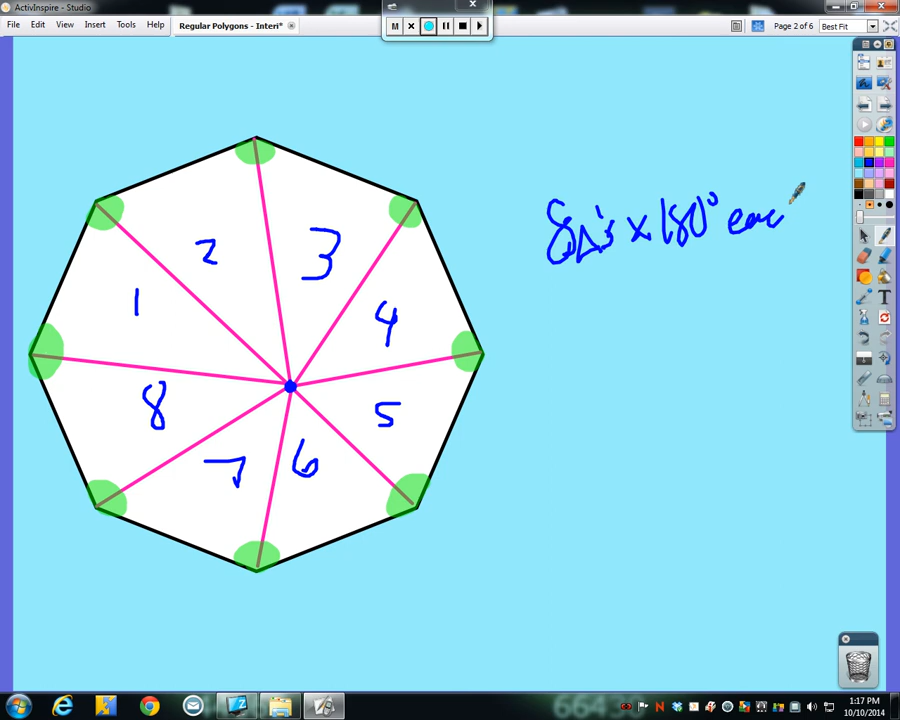 ActivInspire - Studio
File Edit View Insert Tools Help
Regular Polygons - Interi*
Page 2 of 6
Best Fit
M
T
2
3
1
4
8
5
7
6
8Δ's x 180° eac
N
1:17 PM
10/10/2014